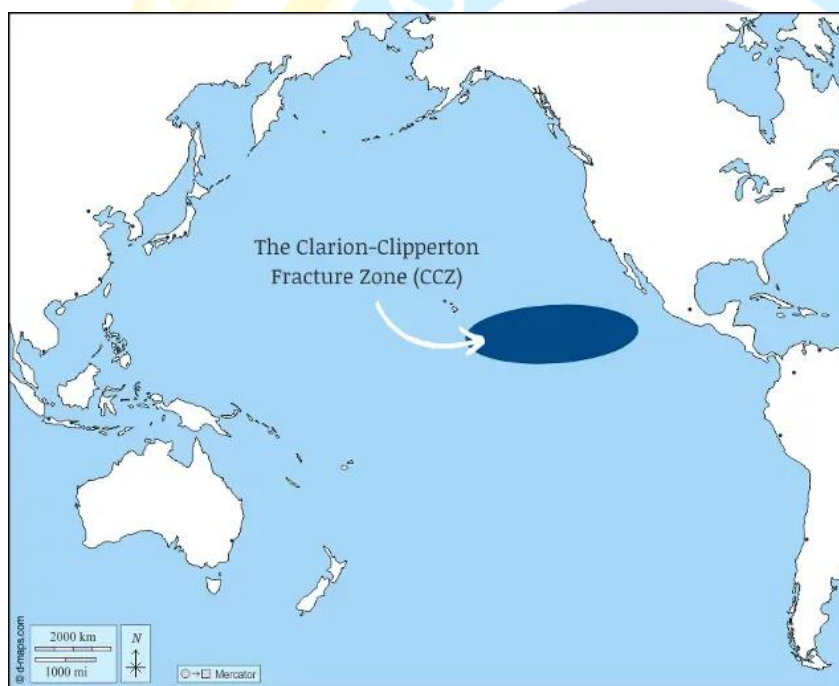 The Clarion-Clipperton
Fracture Zone (CCZ)
© d-maps.com
2000 km
1000 mi
N
Mercator